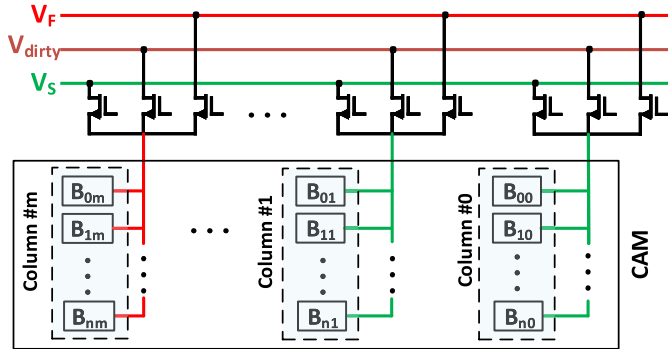 V_F
V_dirty
V_S
. . .
Column #m
B_0m
B_1m
B_nm
. . .
Column #1
B_01
B_11
B_n1
Column #0
B_00
B_10
B_n0
CAM